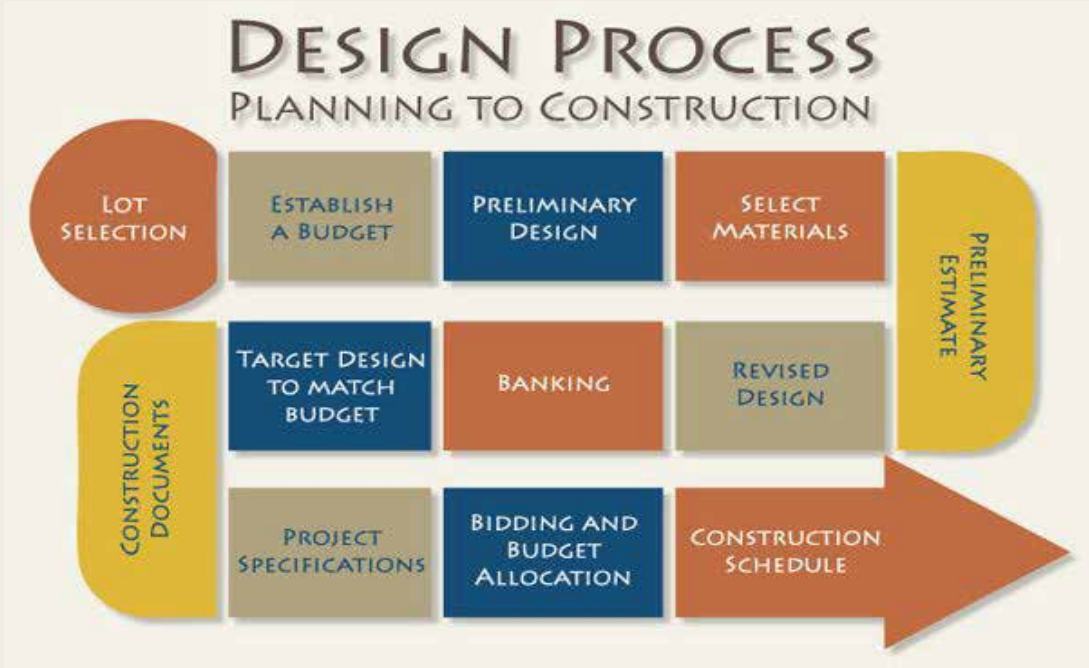 DESIGN PROCESS
PLANNING TO CONSTRUCTION
LOT
SELECTION
ESTABLISH
A BUDGET
PRELIMINARY
DESIGN
SELECT
MATERIALS
PRELIMINARY
ESTIMATE
REVISED
DESIGN
BANKING
TARGET DESIGN
TO MATCH
BUDGET
CONSTRUCTION
DOCUMENTS
PROJECT
SPECIFICATIONS
BIDDING AND
BUDGET
ALLOCATION
CONSTRUCTION
SCHEDULE